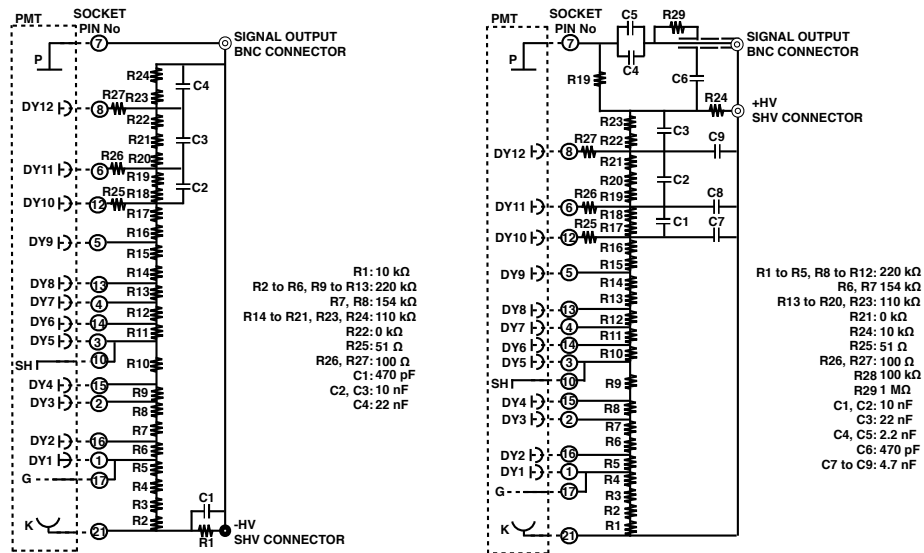 PMT
SOCKET
PIN No
7
SIGNAL OUTPUT
BNC CONNECTOR
P
R24
C4
DY12
8
R27
R23
R22
C3
R21
R26
R20
DY11
6
R19
C2
R25
R18
DY10
12
R17
R16
DY9
5
R15
R14
DY8
13
R13
DY7
4
R12
DY6
14
R11
DY5
3
SH
10
R10
DY4
15
R9
DY3
2
R8
R7
DY2
16
R6
DY1
1
R5
G
17
R4
R3
C1
K
21
R2
R1
-HV
SHV CONNECTOR
R1: 10 kΩ
R2 to R6, R9 to R13: 220 kΩ
R7, R8: 154 kΩ
R14 to R21, R23, R24: 110 kΩ
R22: 0 kΩ
R25: 51 Ω
R26, R27: 100 Ω
C1: 470 pF
C2, C3: 10 nF
C4: 22 nF
PMT
SOCKET
PIN No
7
C5
R29
SIGNAL OUTPUT
BNC CONNECTOR
P
C4
R19
C6
R24
+HV
SHV CONNECTOR
R23
C3
R27
R22
C9
DY12
8
R21
R20
C2
R26
R19
C8
DY11
6
R18
R25
R17
C1
C7
DY10
12
R16
R15
DY9
5
R14
R13
DY8
13
R12
DY7
4
R11
DY6
14
R10
DY5
3
SH
10
R9
DY4
15
R8
DY3
2
R7
R6
DY2
16
R5
DY1
1
R4
G
17
R3
R2
K
21
R1
R1 to R5, R8 to R12: 220 kΩ
R6, R7 154 kΩ
R13 to R20, R23: 110 kΩ
R21: 0 kΩ
R24: 10 kΩ
R25: 51 Ω
R26, R27: 100 Ω
R28 100 kΩ
R29 1 MΩ
C1, C2: 10 nF
C3: 22 nF
C4, C5: 2.2 nF
C6: 470 pF
C7 to C9: 4.7 nF